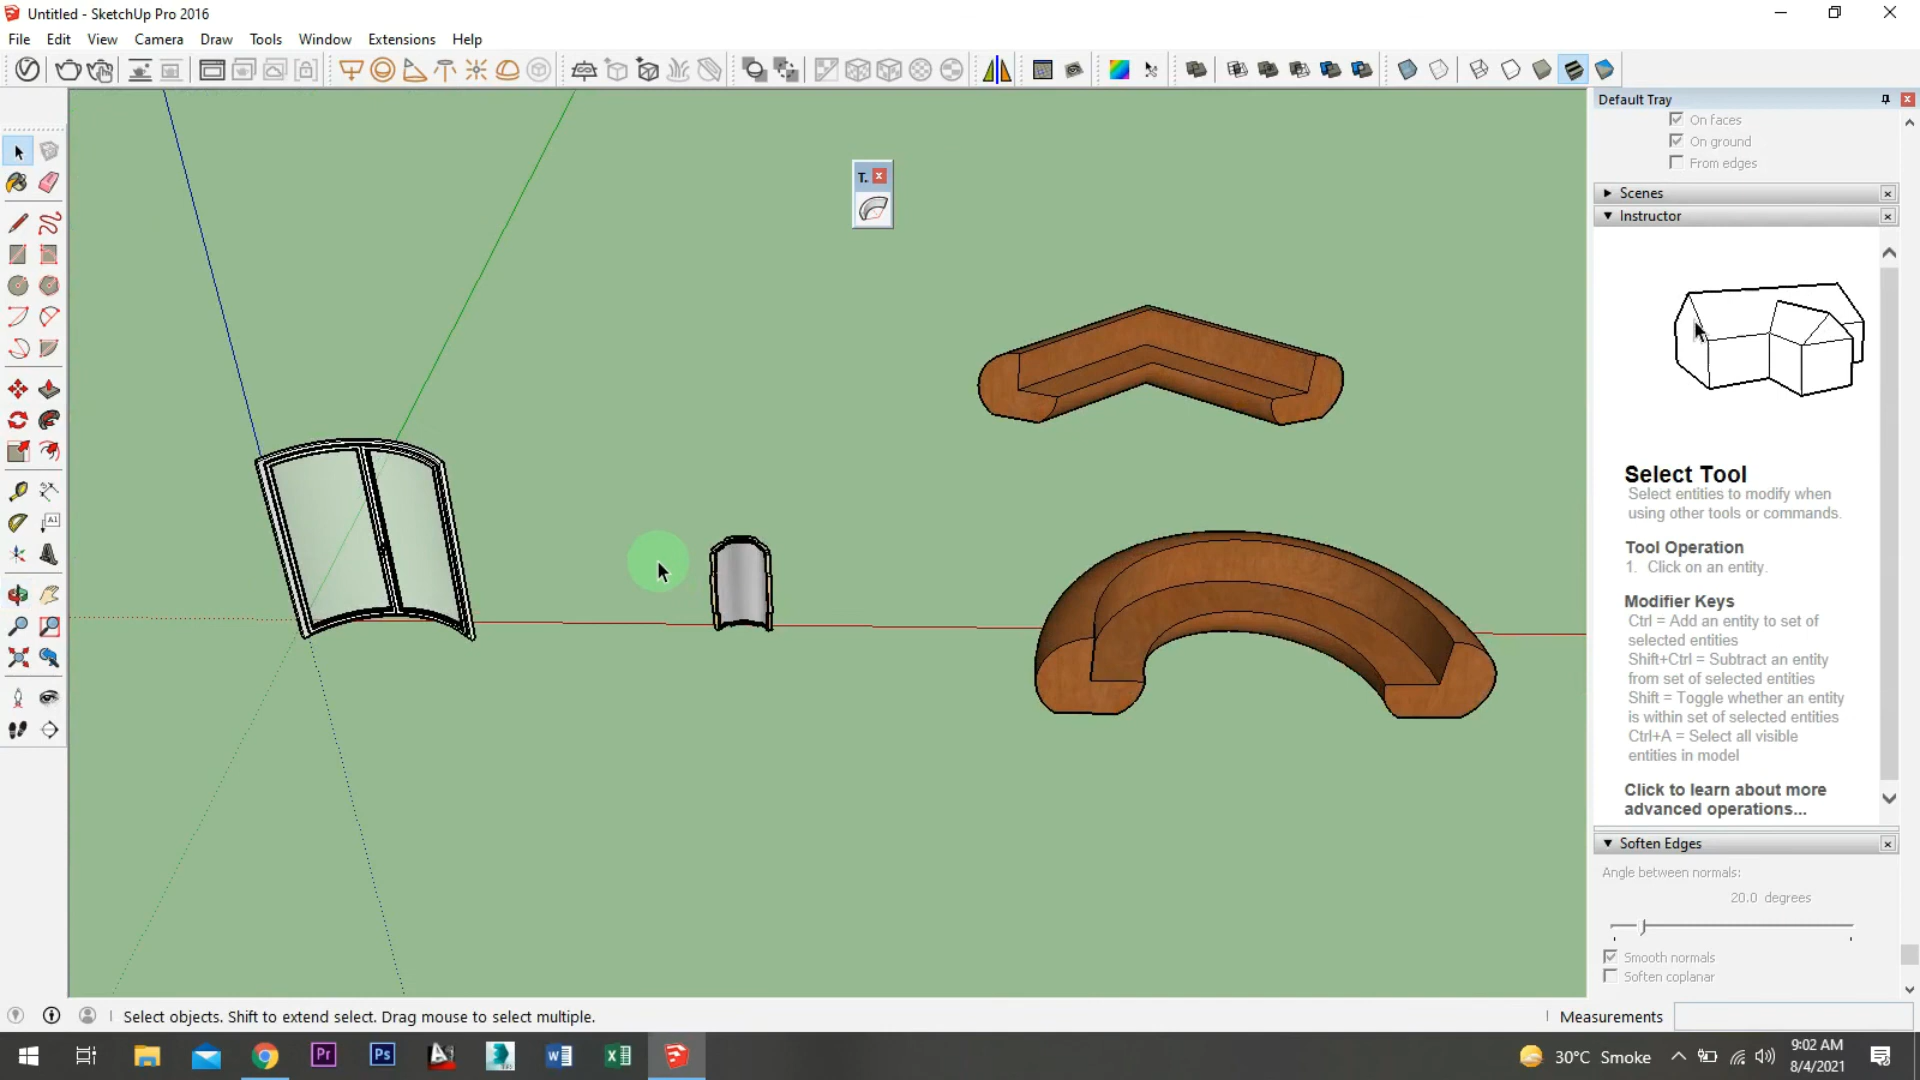 Untitled - SketchUp Pro 2016
File Edit View Camera Draw Tools Window Extensions Help
Default Tray
On faces
On ground
From edges
Scenes
Instructor
T.
Select Tool
Select entities to modify when
using other tools or commands.
Tool Operation
1. Click on an entity.
Modifier Keys
Ctrl = Add an entity to set of
selected entities
Shift+Ctrl = Subtract an entity
from set of selected entities
Shift = Toggle whether an entity
is within set of selected entities
Ctrl+A = Select all visible
entities in model
Click to learn about more
advanced operations...
Soften Edges
Angle between normals:
20.0 degrees
Smooth normals
Soften coplanar
Select objects. Shift to extend select. Drag mouse to select multiple.
Measurements
Pr
Ps
30°C Smoke
9:02 AM
8/4/2021